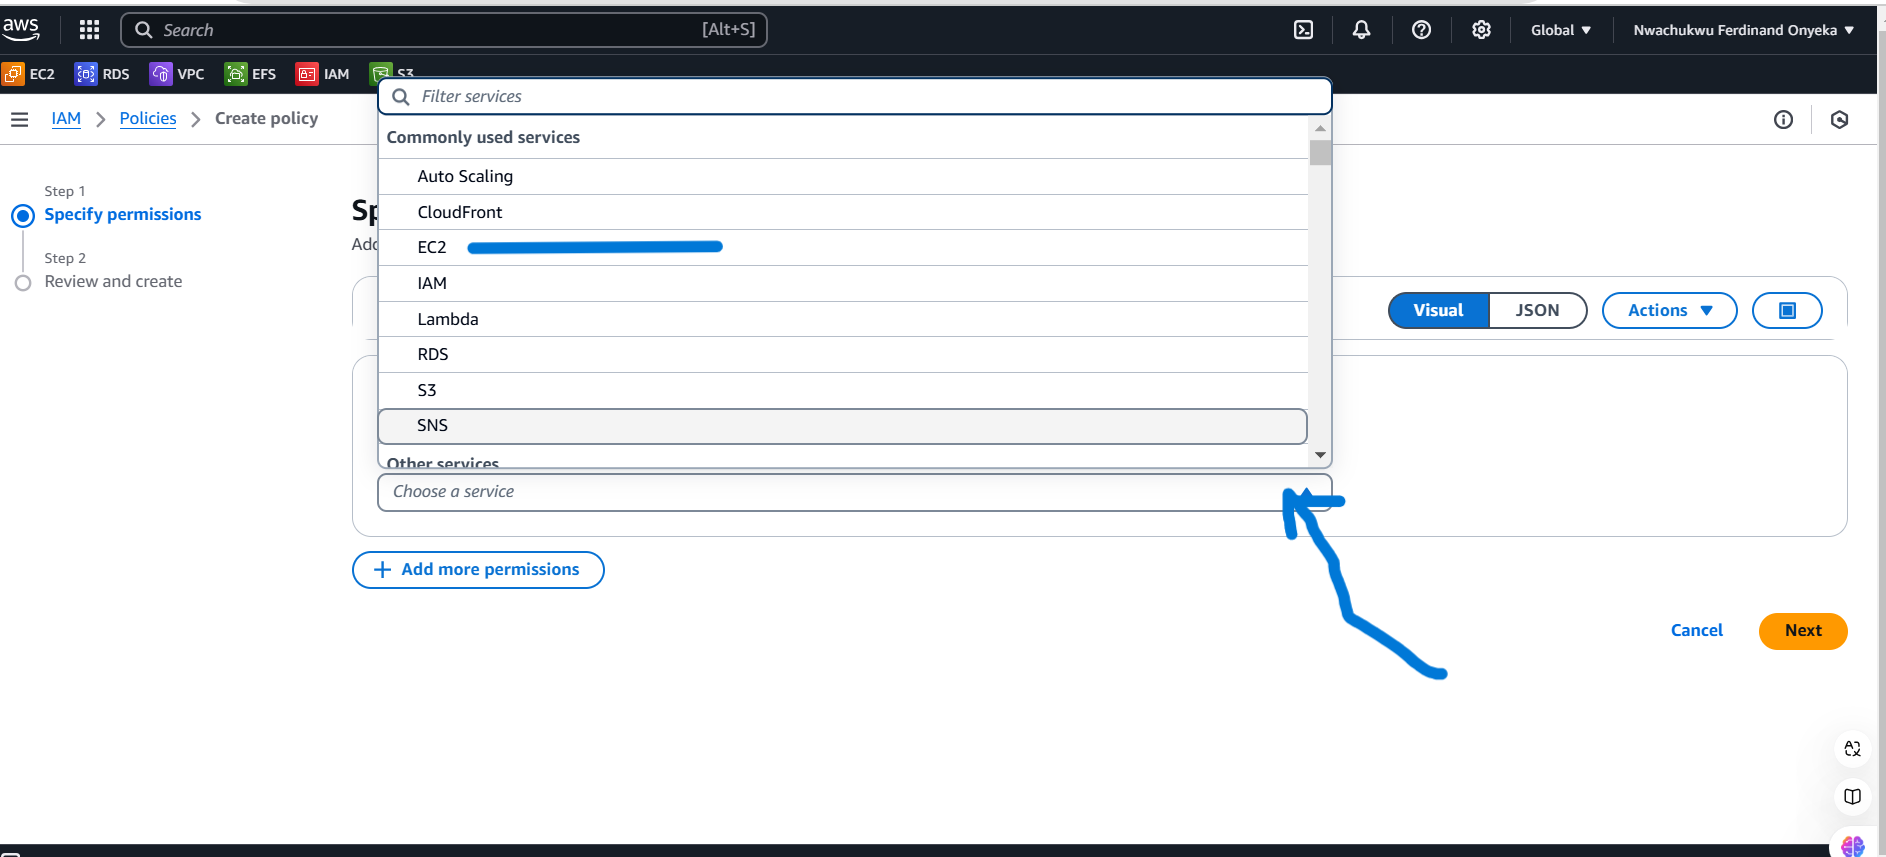 aws
Search [Alt+S]
Global
Nwachukwu Ferdinand Onyeka
EC2 RDS VPC EFS IAM S3
IAM > Policies > Create policy
Filter services
Commonly used services
Auto Scaling
CloudFront
EC2
IAM
Lambda
RDS
S3
SNS
Other services
Choose a service
Step 1
Specify permissions
Step 2
Review and create
Sp
Add
Visual JSON Actions
+ Add more permissions
Cancel Next